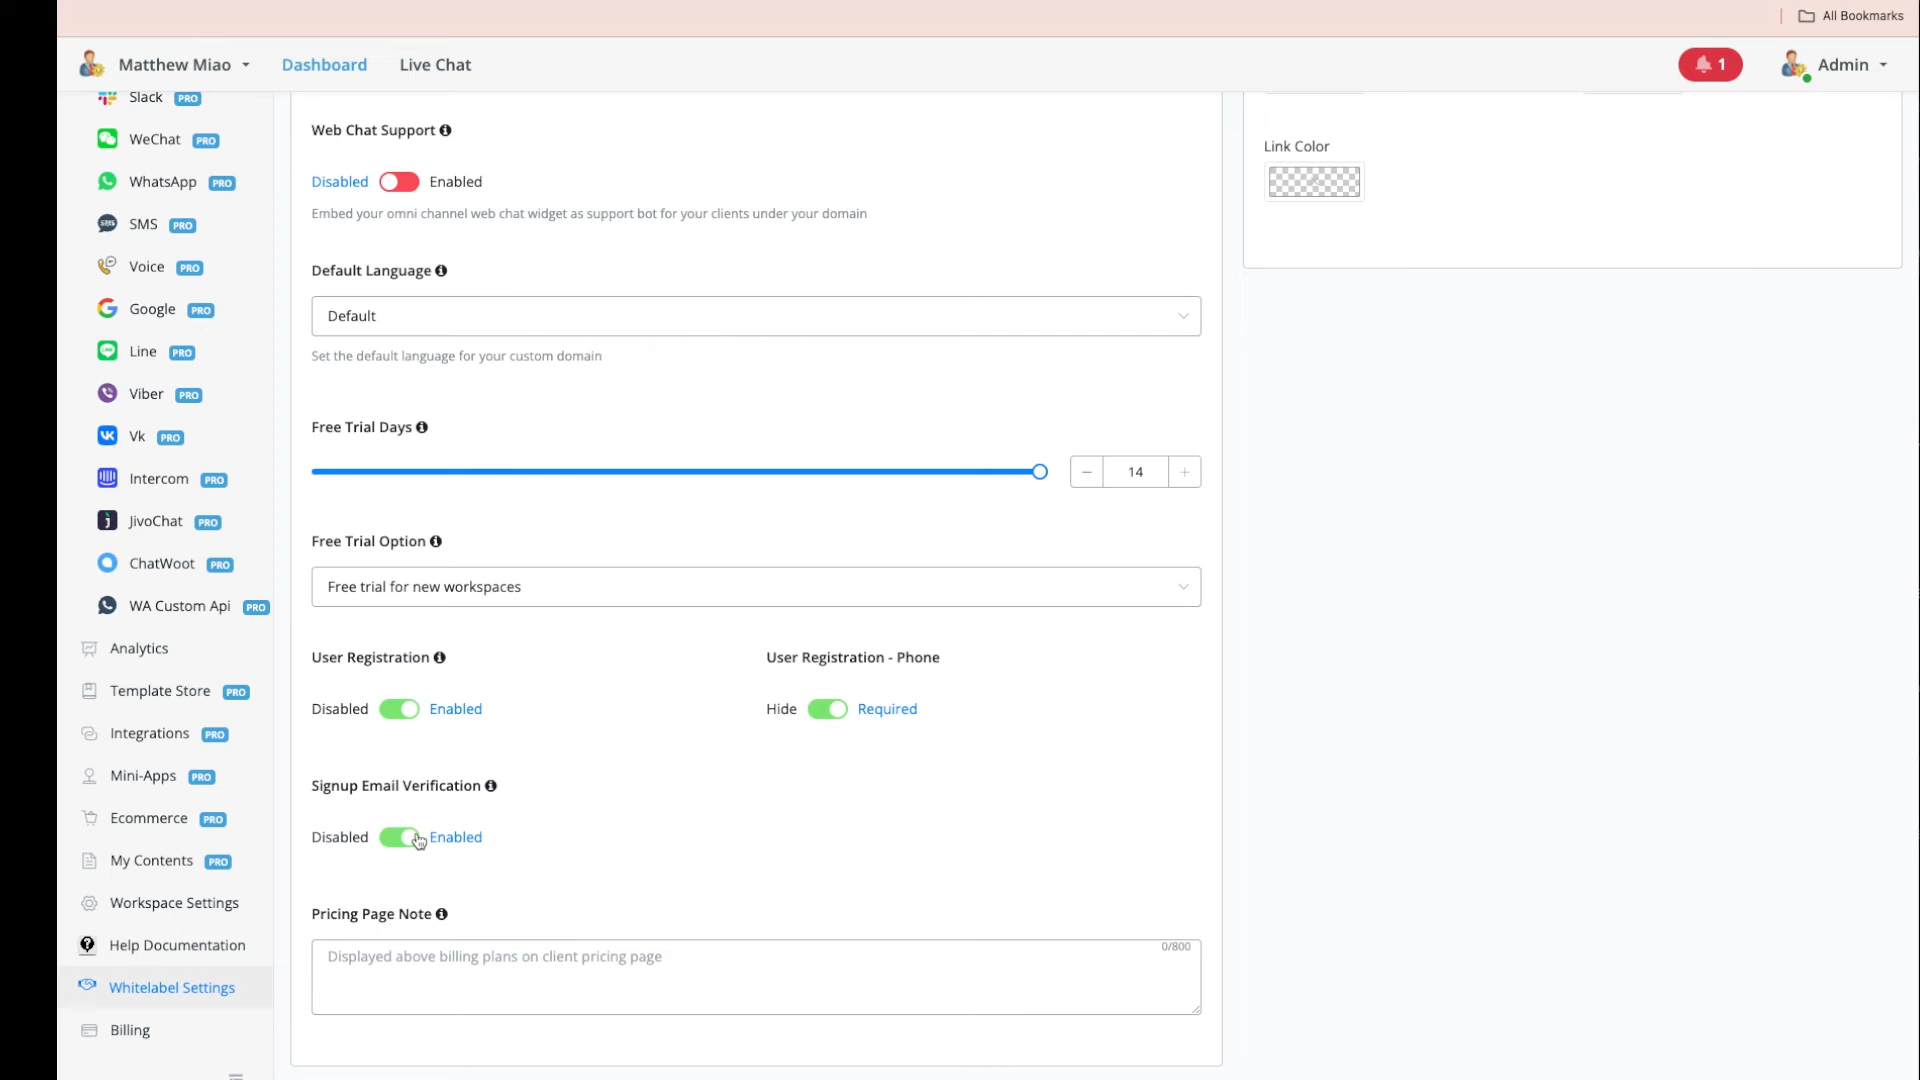 All Bookmarks
Matthew Miao
Dashboard
Live Chat
1
Admin
Slack PRO
WeChat PRO
WhatsApp PRO
SMS PRO
Voice PRO
Google PRO
Line PRO
Viber PRO
Vk PRO
Intercom PRO
JivoChat PRO
ChatWoot PRO
WA Custom Api PRO
Analytics
Template Store PRO
Integrations PRO
Mini-Apps PRO
Ecommerce PRO
My Contents PRO
Workspace Settings
Help Documentation
Whitelabel Settings
Billing
Web Chat Support
Disabled Enabled
Embed your omni channel web chat widget as support bot for your clients under your domain
Default Language
Default
Set the default language for your custom domain
Free Trial Days
14
Free Trial Option
Free trial for new workspaces
User Registration
Disabled Enabled
User Registration - Phone
Hide Required
Signup Email Verification
Disabled Enabled
Pricing Page Note
Displayed above billing plans on client pricing page
0/800
Link Color